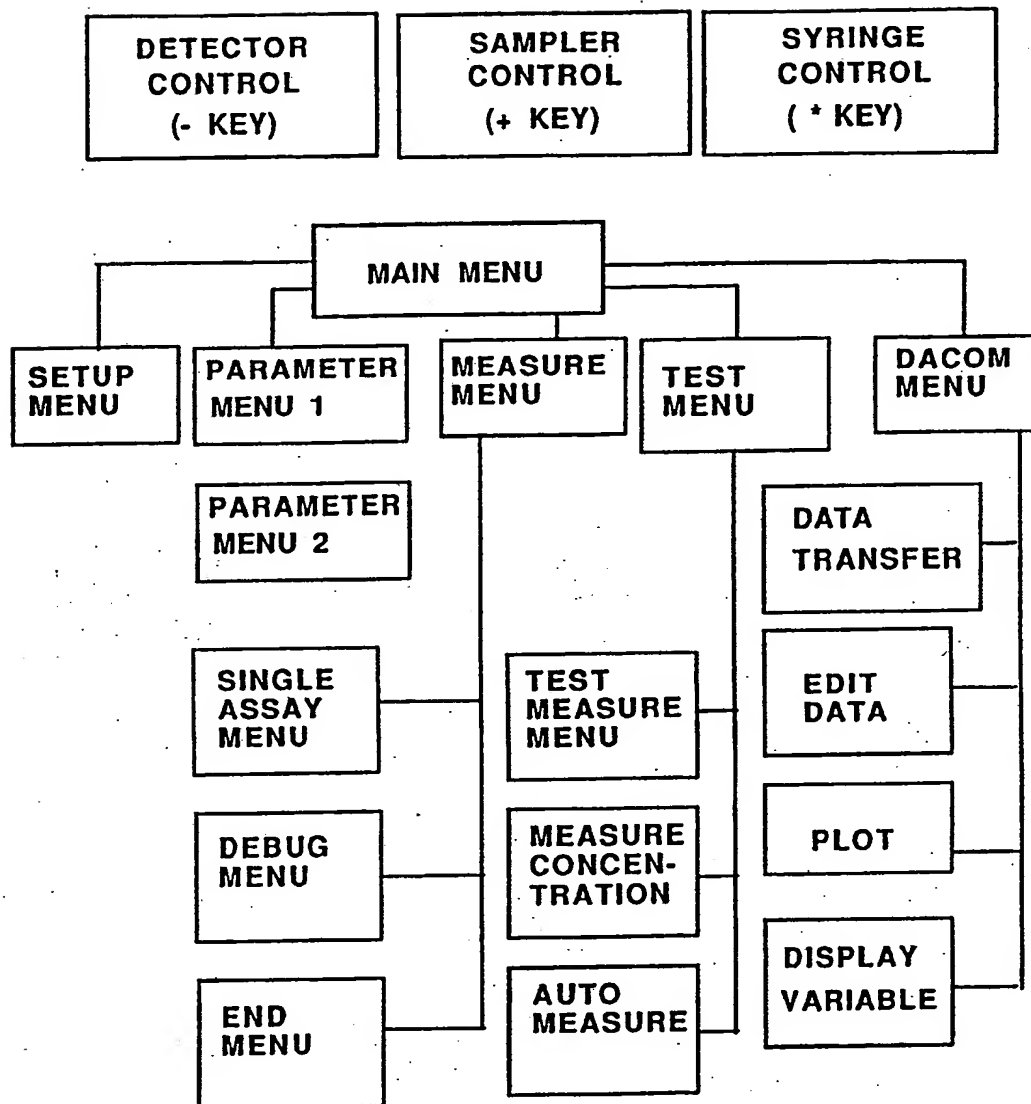 DETECTOR
CONTROL
(- KEY)
SAMPLER
CONTROL
(+ KEY)
SYRINGE
CONTROL
( * KEY)
MAIN MENU
SETUP
MENU
PARAMETER
MENU 1
MEASURE
MENU
TEST
MENU
DACOM
MENU
PARAMETER
MENU 2
DATA
TRANSFER
SINGLE
ASSAY
MENU
TEST
MEASURE
MENU
EDIT
DATA
DEBUG
MENU
MEASURE
CONCEN-
TRATION
PLOT
END
MENU
AUTO
MEASURE
DISPLAY
VARIABLE